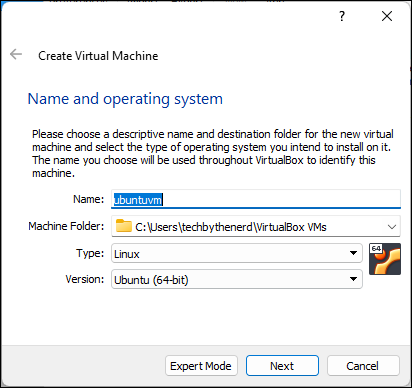 ?
Create Virtual Machine
Name and operating system
Please choose a descriptive name and destination folder for the new virtual
machine and select the type of operating system you intend to install on it.
The name you choose will be used throughout VirtualBox to identify this
machine.
Name: ubuntuvm
Machine Folder: C:\Users\techbythenerd\VirtualBox VMs
Type: Linux
64
Version: Ubuntu (64-bit)
Expert Mode Next Cancel